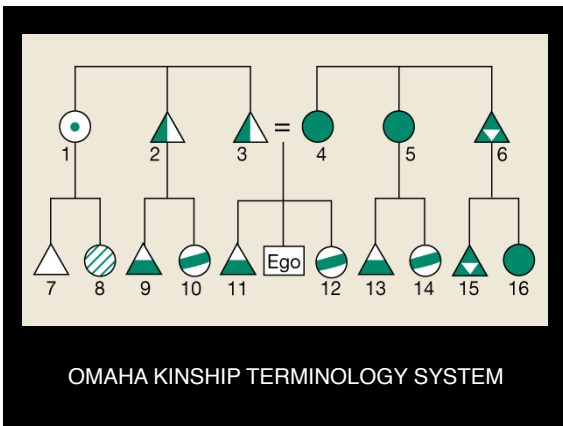 =
1 2 3 4 5 6
Ego
7 8 9 10 11 12 13 14 15 16
OMAHA KINSHIP TERMINOLOGY SYSTEM